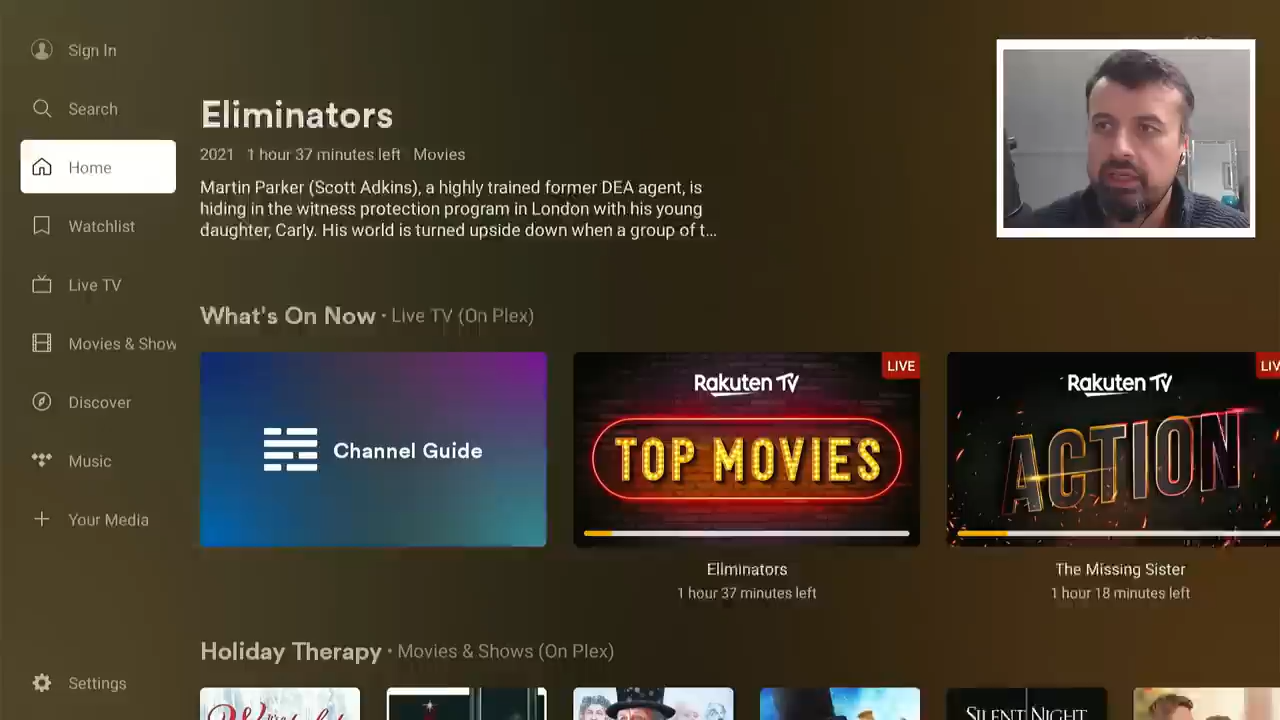 Sign In
Search
Home
Watchlist
Live TV
Movies & Show
Discover
Music
Your Media
Settings
Eliminators
2021 1 hour 37 minutes left Movies
Martin Parker (Scott Adkins), a highly trained former DEA agent, is
hiding in the witness protection program in London with his young
daughter, Carly. His world is turned upside down when a group of t...
What's On Now · Live TV (On Plex)
Channel Guide
Rakuten TV
LIVE
TOP MOVIES
Eliminators
1 hour 37 minutes left
Rakuten TV
LIV
ACTION
The Missing Sister
1 hour 18 minutes left
Holiday Therapy · Movies & Shows (On Plex)
SILENT NIGHT